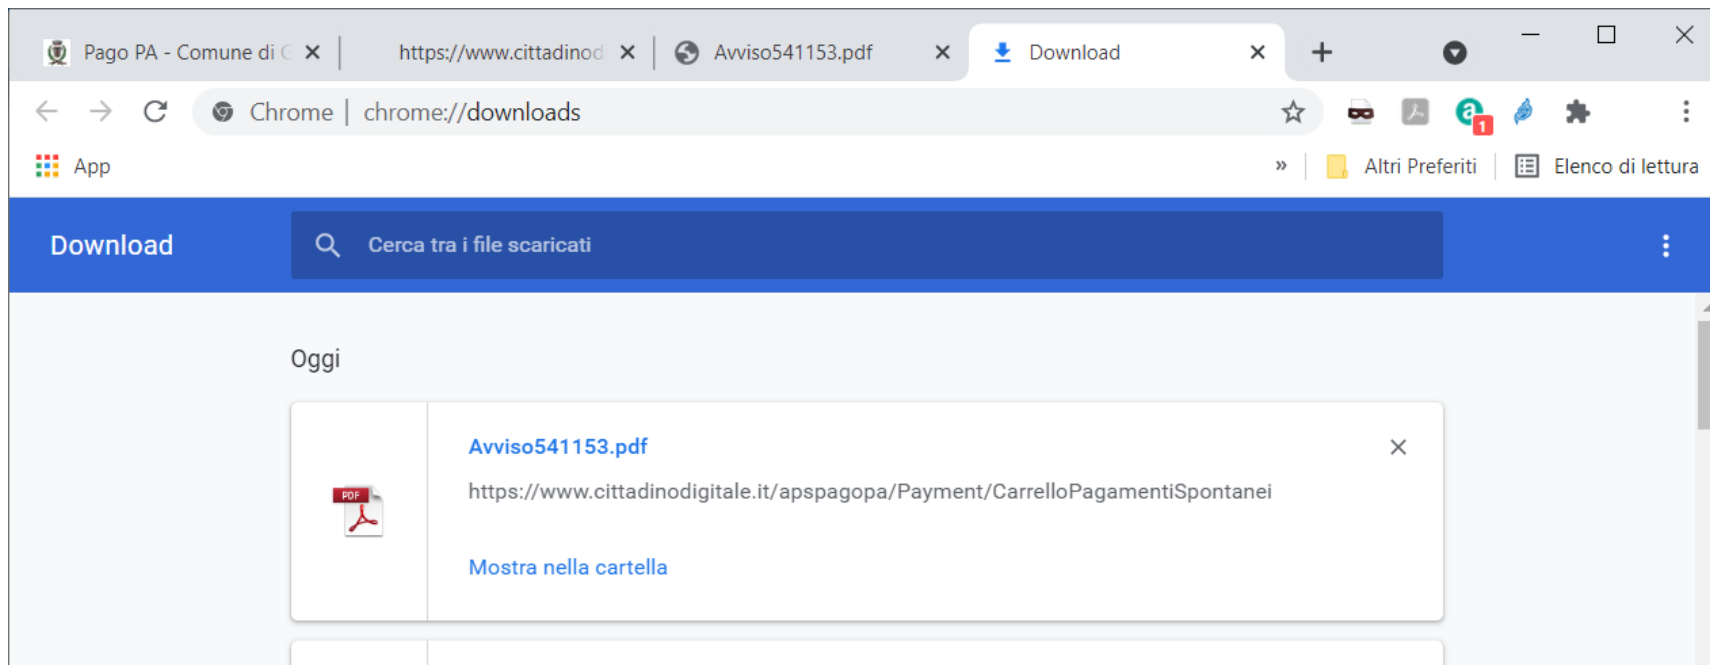 Pago PA - Comune di G
https://www.cittadinod
Avviso541153.pdf
Download
Chrome | chrome://downloads
a
1
App
»
Altri Preferiti
Elenco di lettura
Download
Cerca tra i file scaricati
Oggi
PDF
Avviso541153.pdf
https://www.cittadinodigitale.it/apspagopa/Payment/CarrelloPagamentiSpontanei
Mostra nella cartella